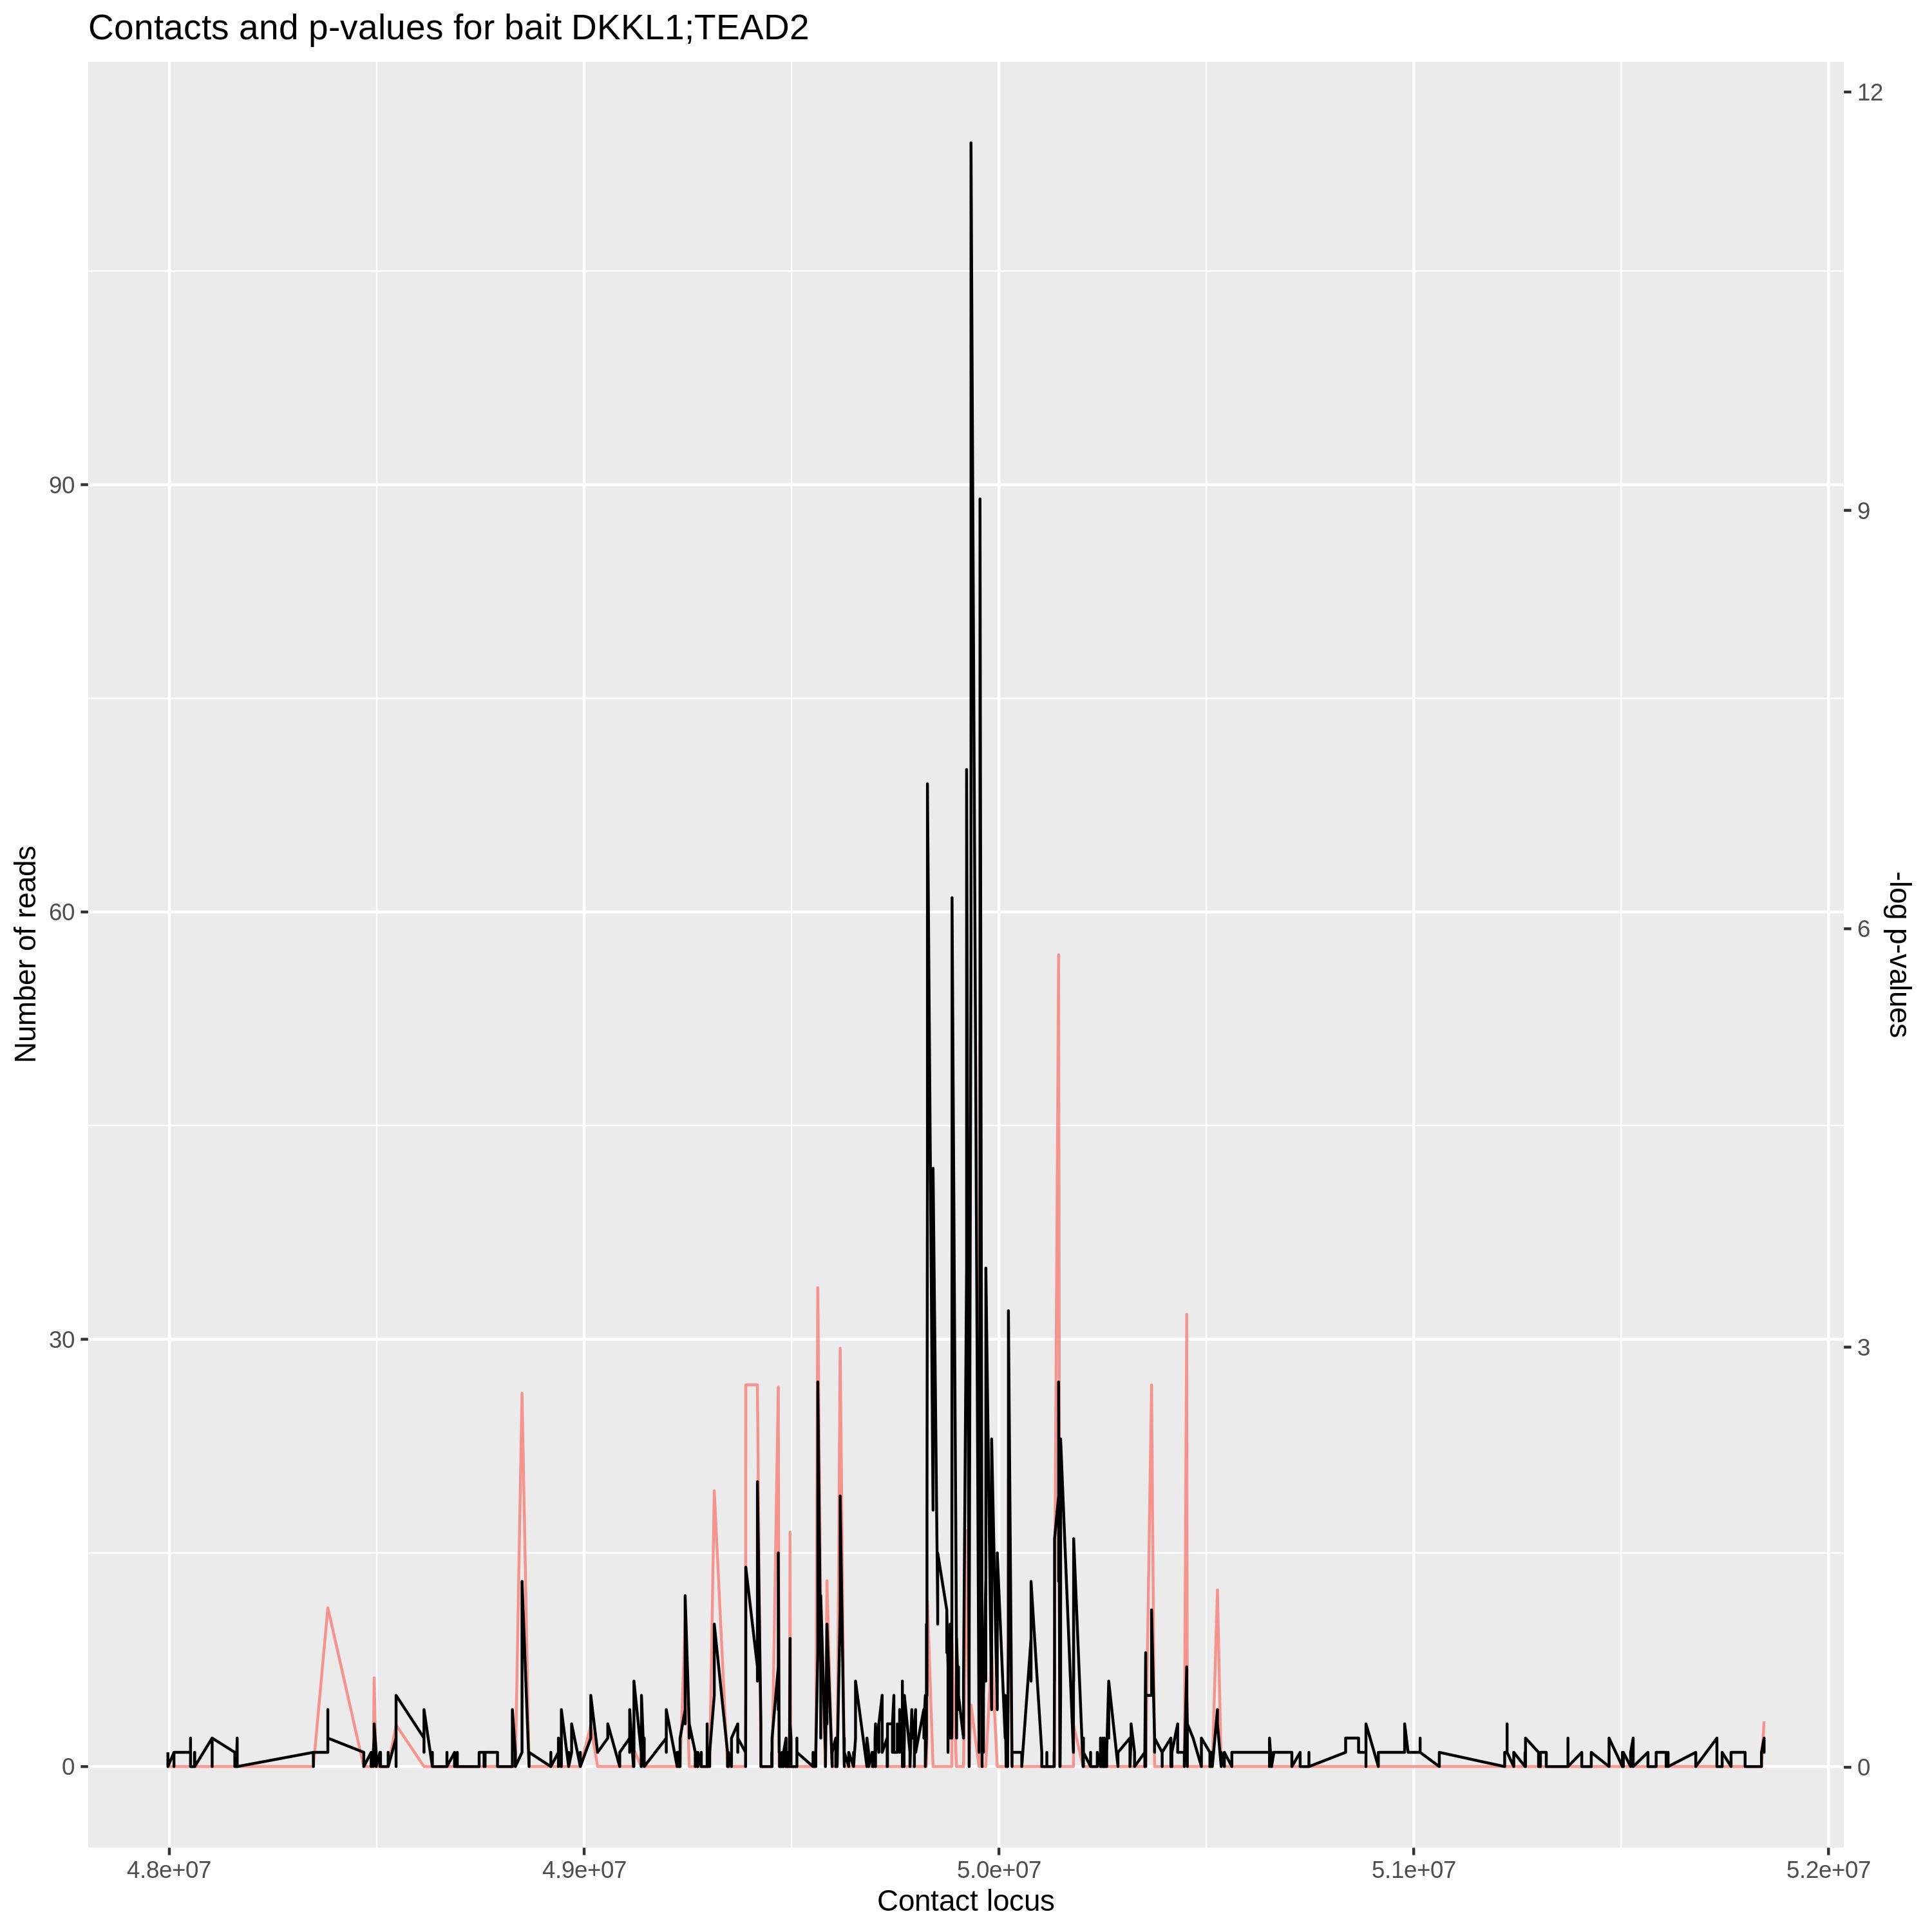 Contacts and p-values for bait DKKL1;TEAD2
12
90
9
60
6
30
3
0
0
Number of reads
-log p-values
4.8e+07
4.9e+07
5.0e+07
5.1e+07
5.2e+07
Contact locus